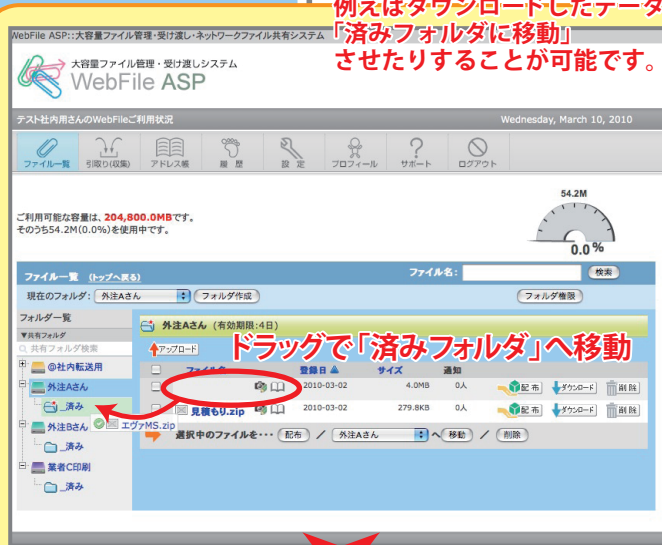 例えばダウンロードしたデータ
「済みフォルダに移動」
させたりすることが可能です。
WebFile ASP::大容量ファイル管理・受け渡し・ネットワークファイル共有システム
大容量ファイル管理・受け渡しシステム
WebFile ASP
テスト社内用さんのWebFileご利用状況
Wednesday, March 10, 2010
ファイル一覧 引取り(収集) アドレス帳 履 歴 設 定 プロフィール サポート ログアウト
54.2M
0.0 %
ご利用可能な容量は、204,800.0MBです。
そのうち54.2M(0.0%)を使用中です。
ファイル一覧 (トップへ戻る) ファイル名: 検索
現在のフォルダ: 外注Aさん フォルダ作成 フォルダ権限
フォルダ一覧
▼共有フォルダ
共有フォルダ検索
@社内転送用
外注Aさん
_済み
外注Bさん
_済み
業者C印刷
_済み
外注Aさん (有効期限:4日)
アップロード
ドラッグで「済みフォルダ」へ移動
ファイル名 登録日 サイズ 通知
2010-03-02 4.0MB 0人 配 布 ダウンロード 削 除
見積もり.zip 2010-03-02 279.8KB 0人 配 布 ダウンロード 削 除
エヴァMS.zip
選択中のファイルを・・・ 配布 / 外注Aさん へ 移動 / 削除